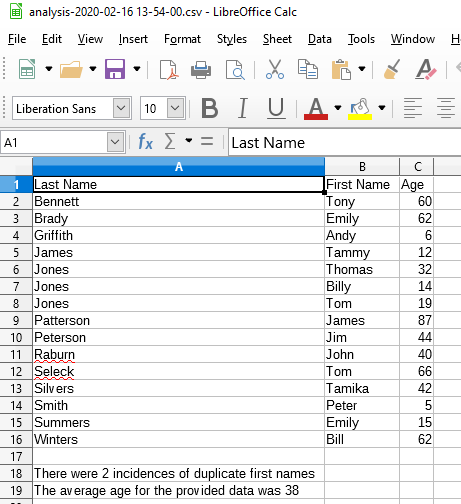 analysis-2020-02-16 13-54-00.csv - LibreOffice Calc
File Edit View Insert Format Styles Sheet Data Tools Window H
Liberation Sans 10 B I U A
A1 fx Σ = Last Name
A B C
1 Last Name First Name Age
2 Bennett Tony 60
3 Brady Emily 62
4 Griffith Andy 6
5 James Tammy 12
6 Jones Thomas 32
7 Jones Billy 14
8 Jones Tom 19
9 Patterson James 87
10 Peterson Jim 44
11 Raburn John 40
12 Seleck Tom 66
13 Silvers Tamika 42
14 Smith Peter 5
15 Summers Emily 15
16 Winters Bill 62
17
18 There were 2 incidences of duplicate first names
19 The average age for the provided data was 38